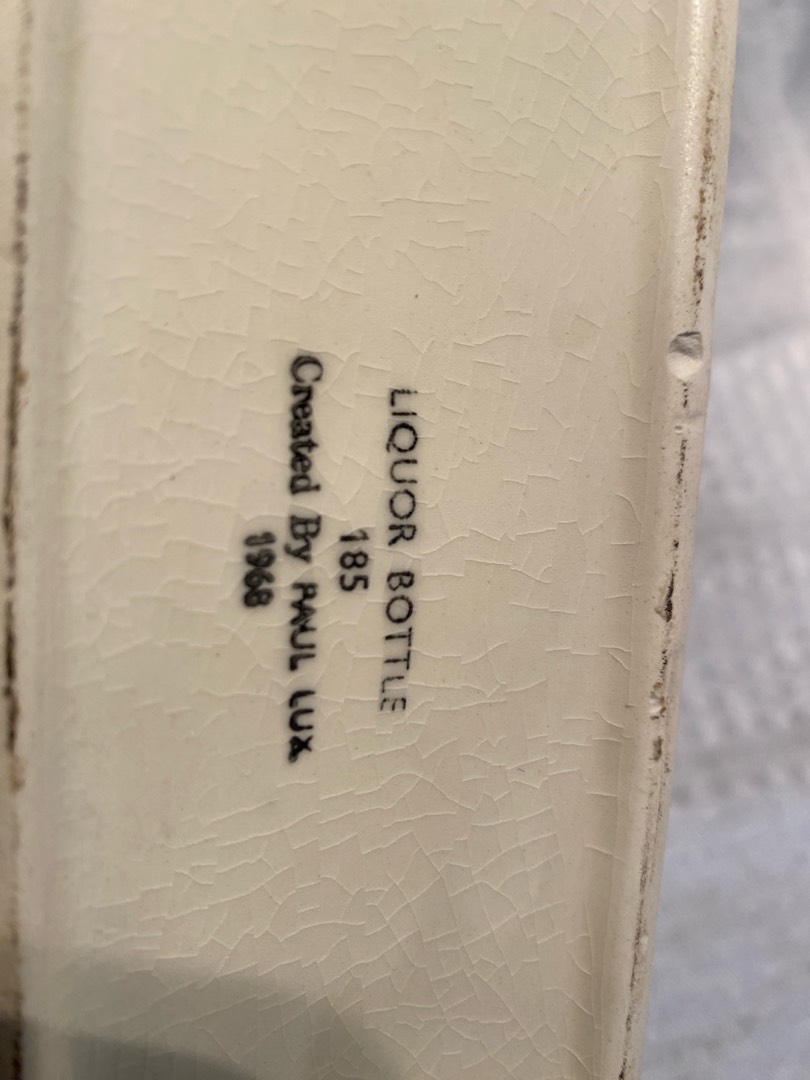 LIQUOR BOTTLE
185
Created By PAUL LUX
1968